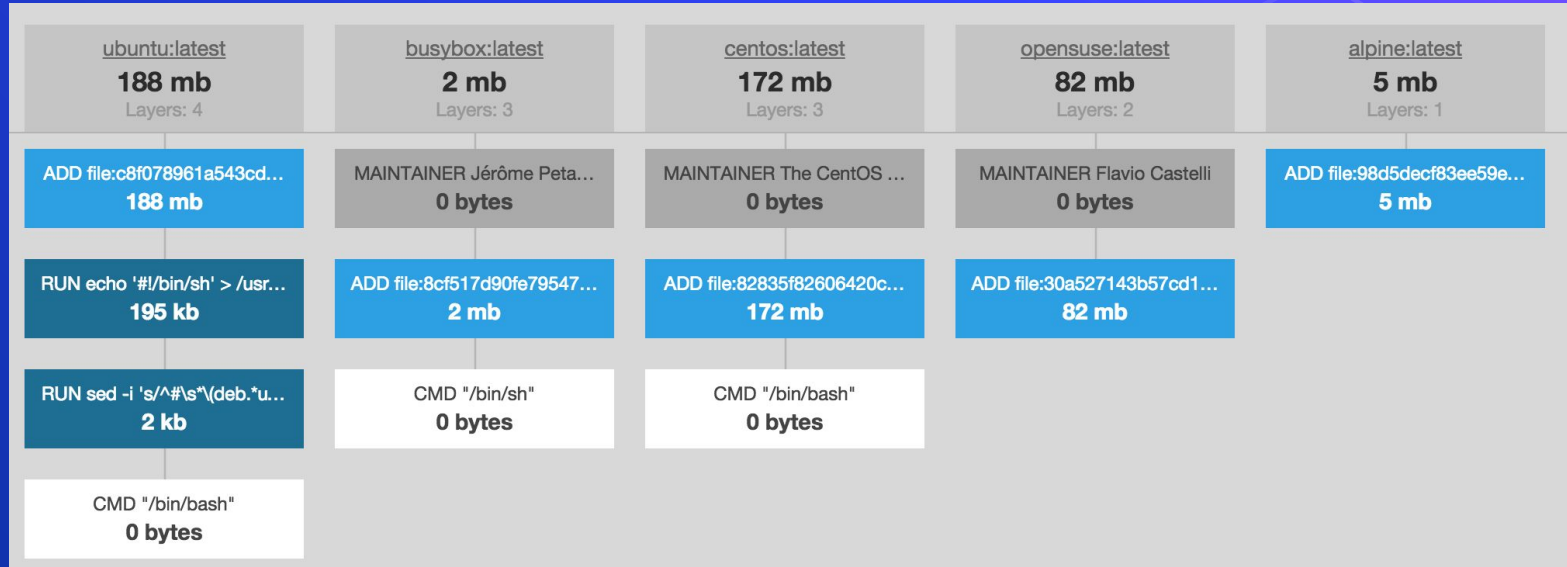 ubuntu:latest
188 mb
Layers: 4
busybox:latest
2 mb
Layers: 3
centos:latest
172 mb
Layers: 3
opensuse:latest
82 mb
Layers: 2
alpine:latest
5 mb
Layers: 1
ADD file:c8f078961a543cd...
188 mb
MAINTAINER Jérôme Peta...
0 bytes
MAINTAINER The CentOS ...
0 bytes
MAINTAINER Flavio Castelli
0 bytes
ADD file:98d5decf83ee59e...
5 mb
RUN echo '#!/bin/sh' > /usr...
195 kb
ADD file:8cf517d90fe79547...
2 mb
ADD file:82835f82606420c...
172 mb
ADD file:30a527143b57cd1...
82 mb
RUN sed -i 's/^#\s*\(deb.*u...
2 kb
CMD "/bin/sh"
0 bytes
CMD "/bin/bash"
0 bytes
CMD "/bin/bash"
0 bytes